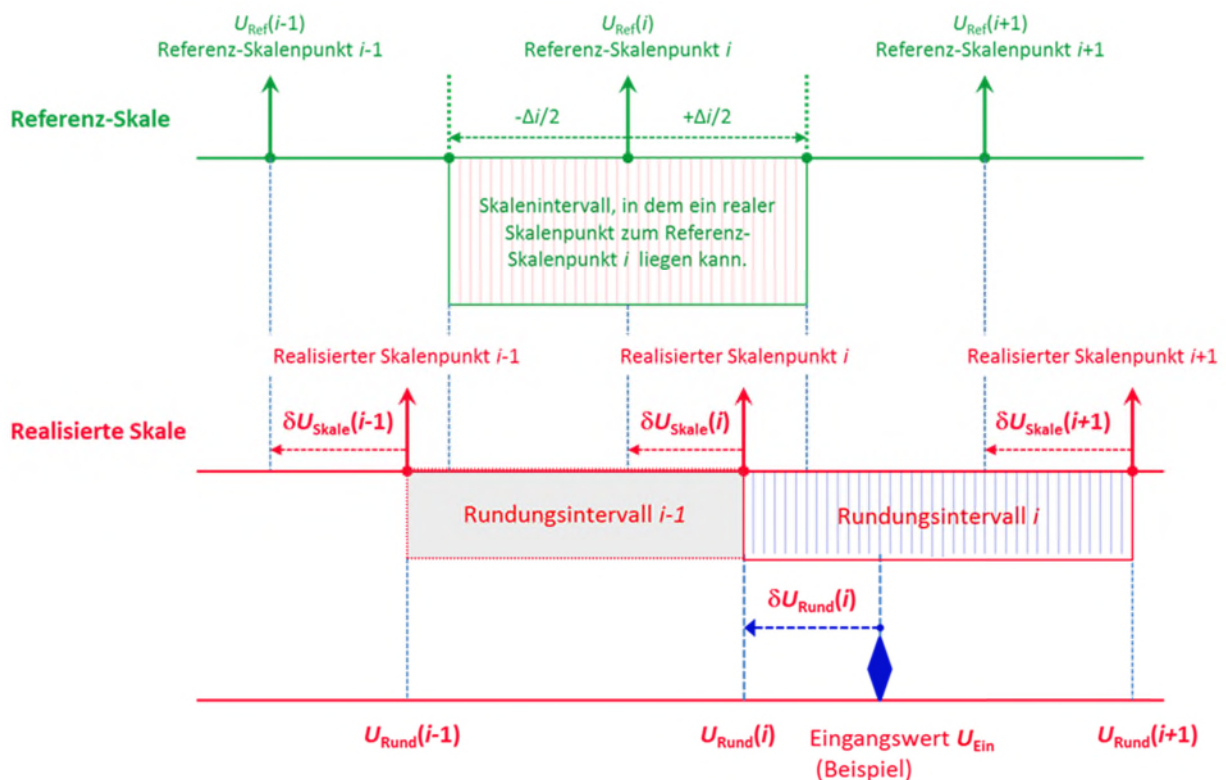 U_Ref(i-1)
Referenz-Skalenpunkt i-1
U_Ref(i)
Referenz-Skalenpunkt i
U_Ref(i+1)
Referenz-Skalenpunkt i+1
Referenz-Skale
-Δi/2
+Δi/2
Skalenintervall, in dem ein realer
Skalenpunkt zum Referenz-
Skalenpunkt i liegen kann.
Realisierter Skalenpunkt i-1
Realisierter Skalenpunkt i
Realisierter Skalenpunkt i+1
Realisierte Skale
δU_Skale(i-1)
δU_Skale(i)
δU_Skale(i+1)
Rundungsintervall i-1
Rundungsintervall i
δU_Rund(i)
U_Rund(i-1)
U_Rund(i)
Eingangswert U_Ein
(Beispiel)
U_Rund(i+1)